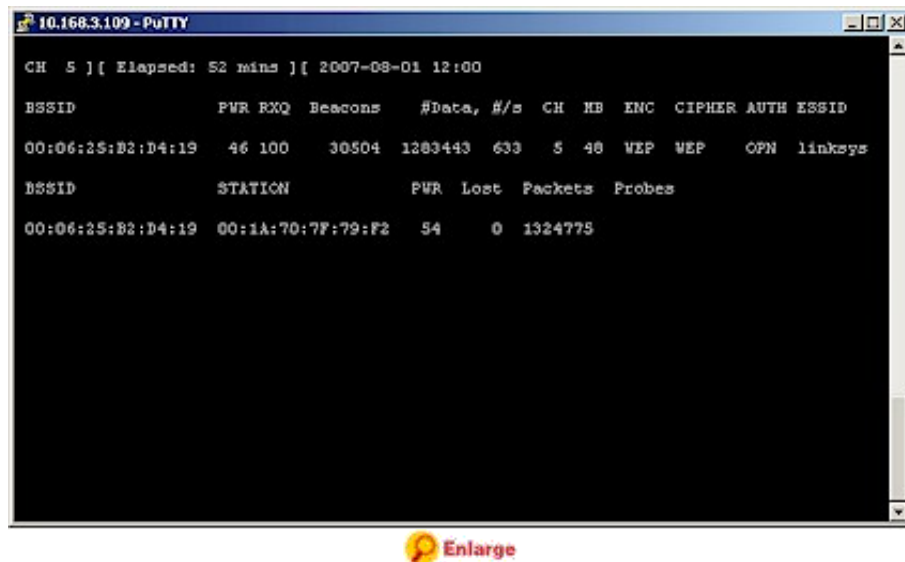 10.168.3.109 - PuTTY
CH 5 ][ Elapsed: 52 mins ][ 2007-08-01 12:00
BSSID PWR RXQ Beacons #Data, #/s CH MB ENC CIPHER AUTH ESSID
00:06:25:B2:D4:19 46 100 30504 1283443 633 5 48 WEP WEP OPN linksys
BSSID STATION PWR Lost Packets Probes
00:06:25:B2:D4:19 00:1A:70:7F:79:F2 54 0 1324775
Enlarge